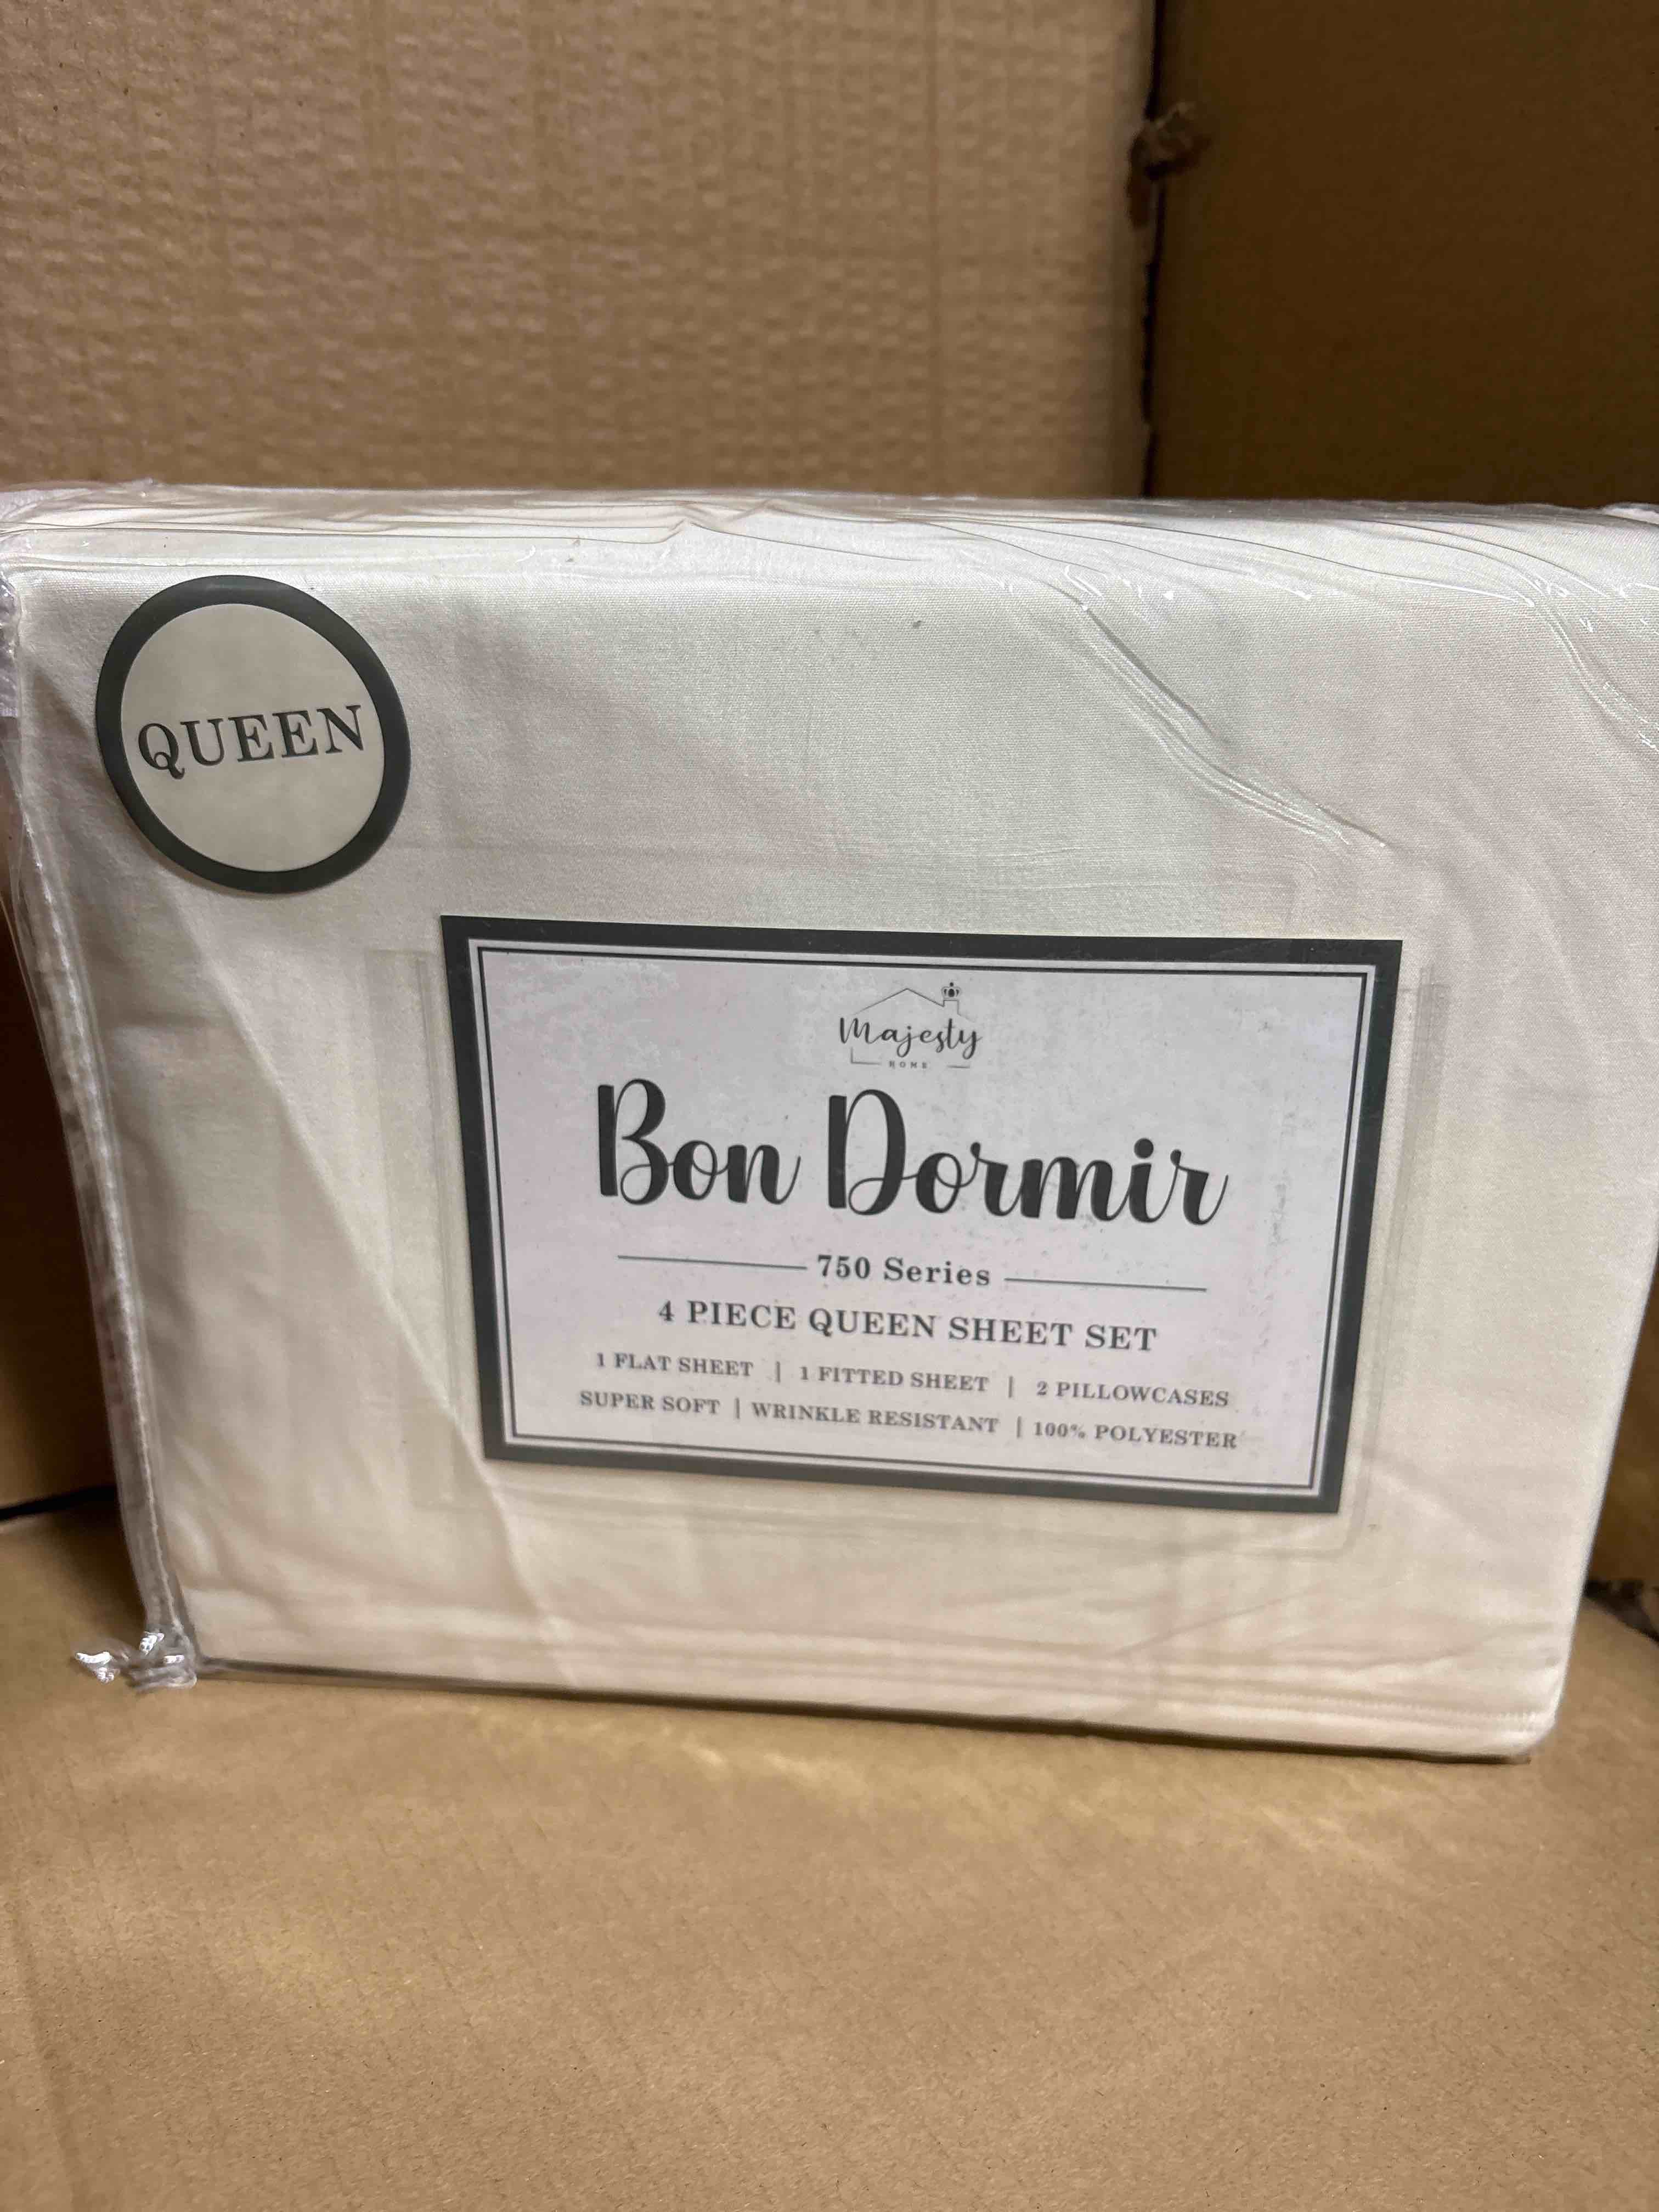 QUEEN
Majesty
HOME
Bon Dormir
750 Series
4 PIECE QUEEN SHEET SET
1 FLAT SHEET | 1 FITTED SHEET | 2 PILLOWCASES
SUPER SOFT | WRINKLE RESISTANT | 100% POLYESTER